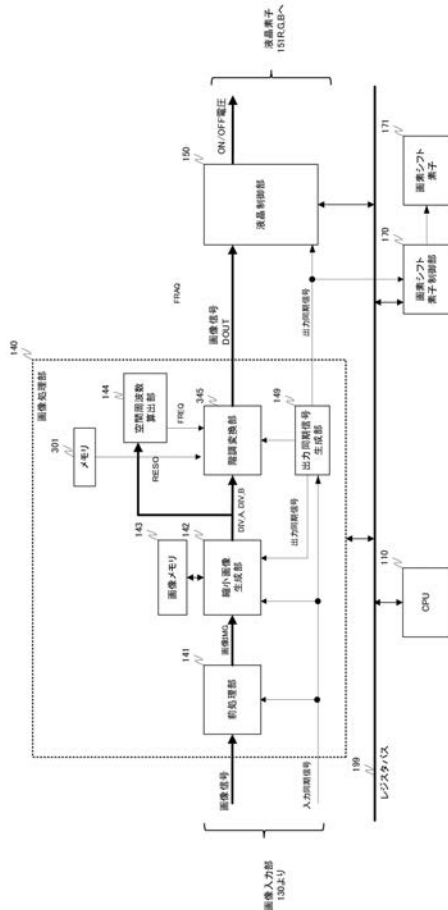 画像入力部
130より
画像信号
入力同期信号
140
画像処理部
141
前処理部
画像IMG
143
画像メモリ
142
縮小画像
生成部
DIV_A, DIV_B
301
メモリ
RESO
144
空間周波数
算出部
FREQ
345
階調変換部
149
出力同期信号
生成部
出力同期信号
FRAQ
画像信号
DOUT
出力同期信号
150
液晶制御部
ON/OFF電圧
液晶素子
151R,G,Bへ
199
レジスタバス
110
CPU
170
画素シフト
素子制御部
171
画素シフト
素子